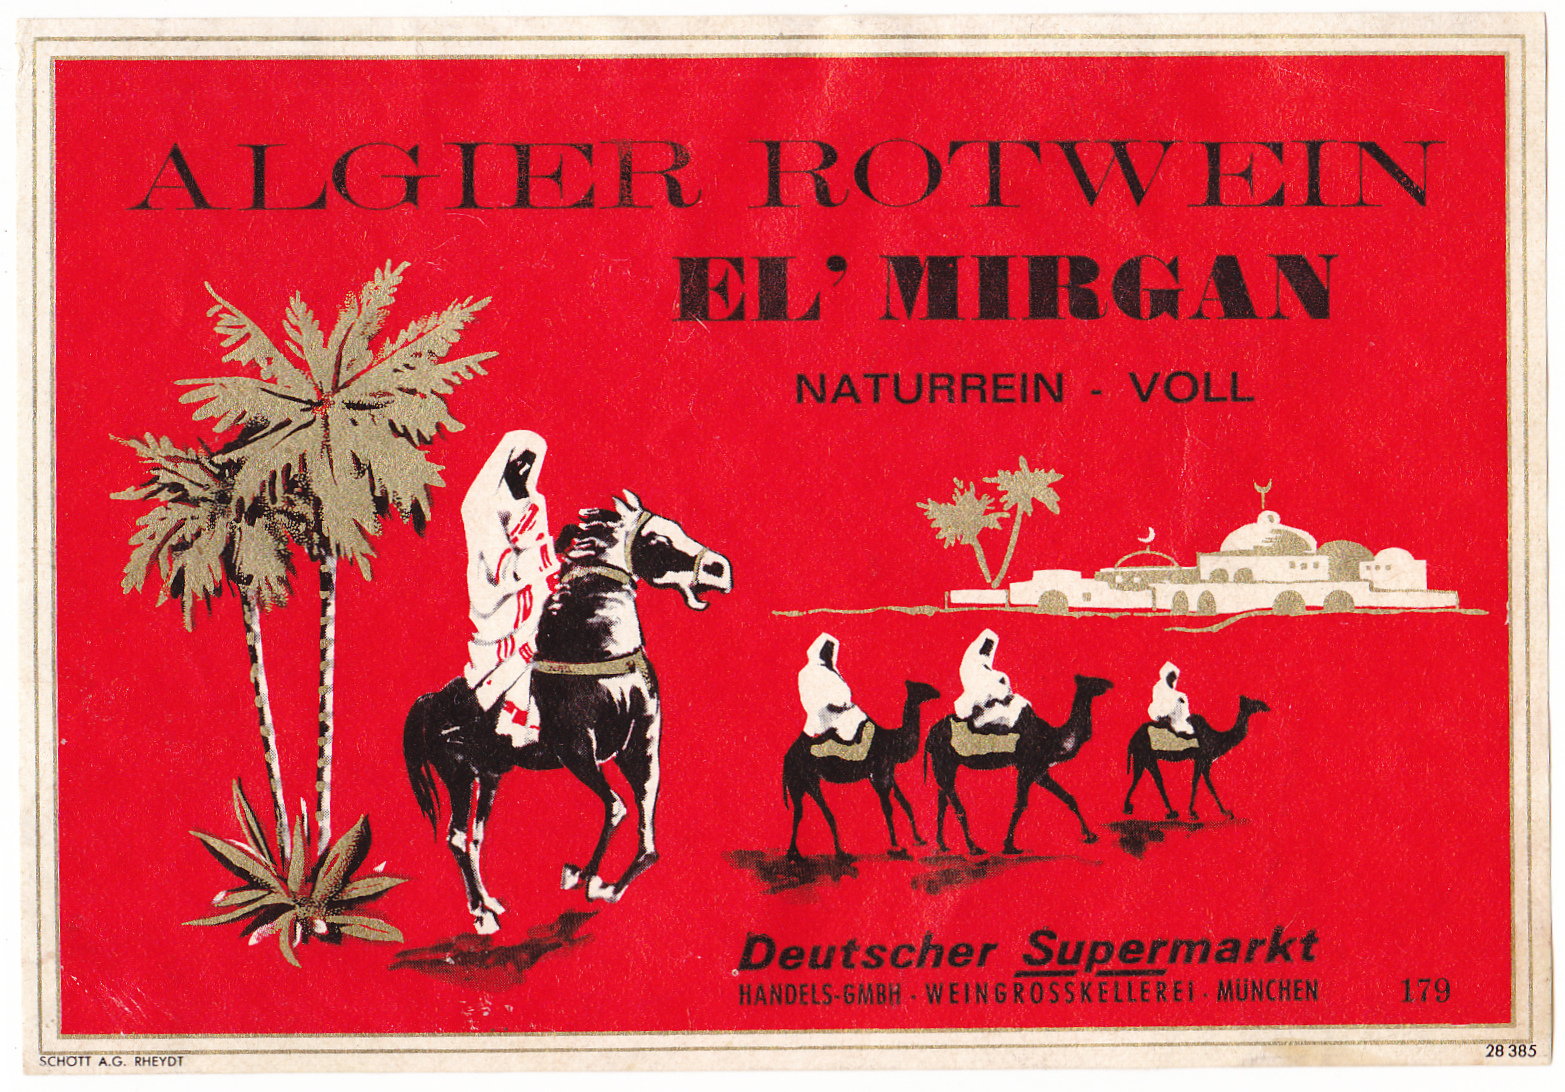 ALGIER ROTWEIN
EL' MIRGAN
NATURREIN - VOLL
Deutscher Supermarkt
HANDELS-GMBH · WEINGROSSKELLEREI · MÜNCHEN
179
SCHOTT A.G. RHEYDT
28 385